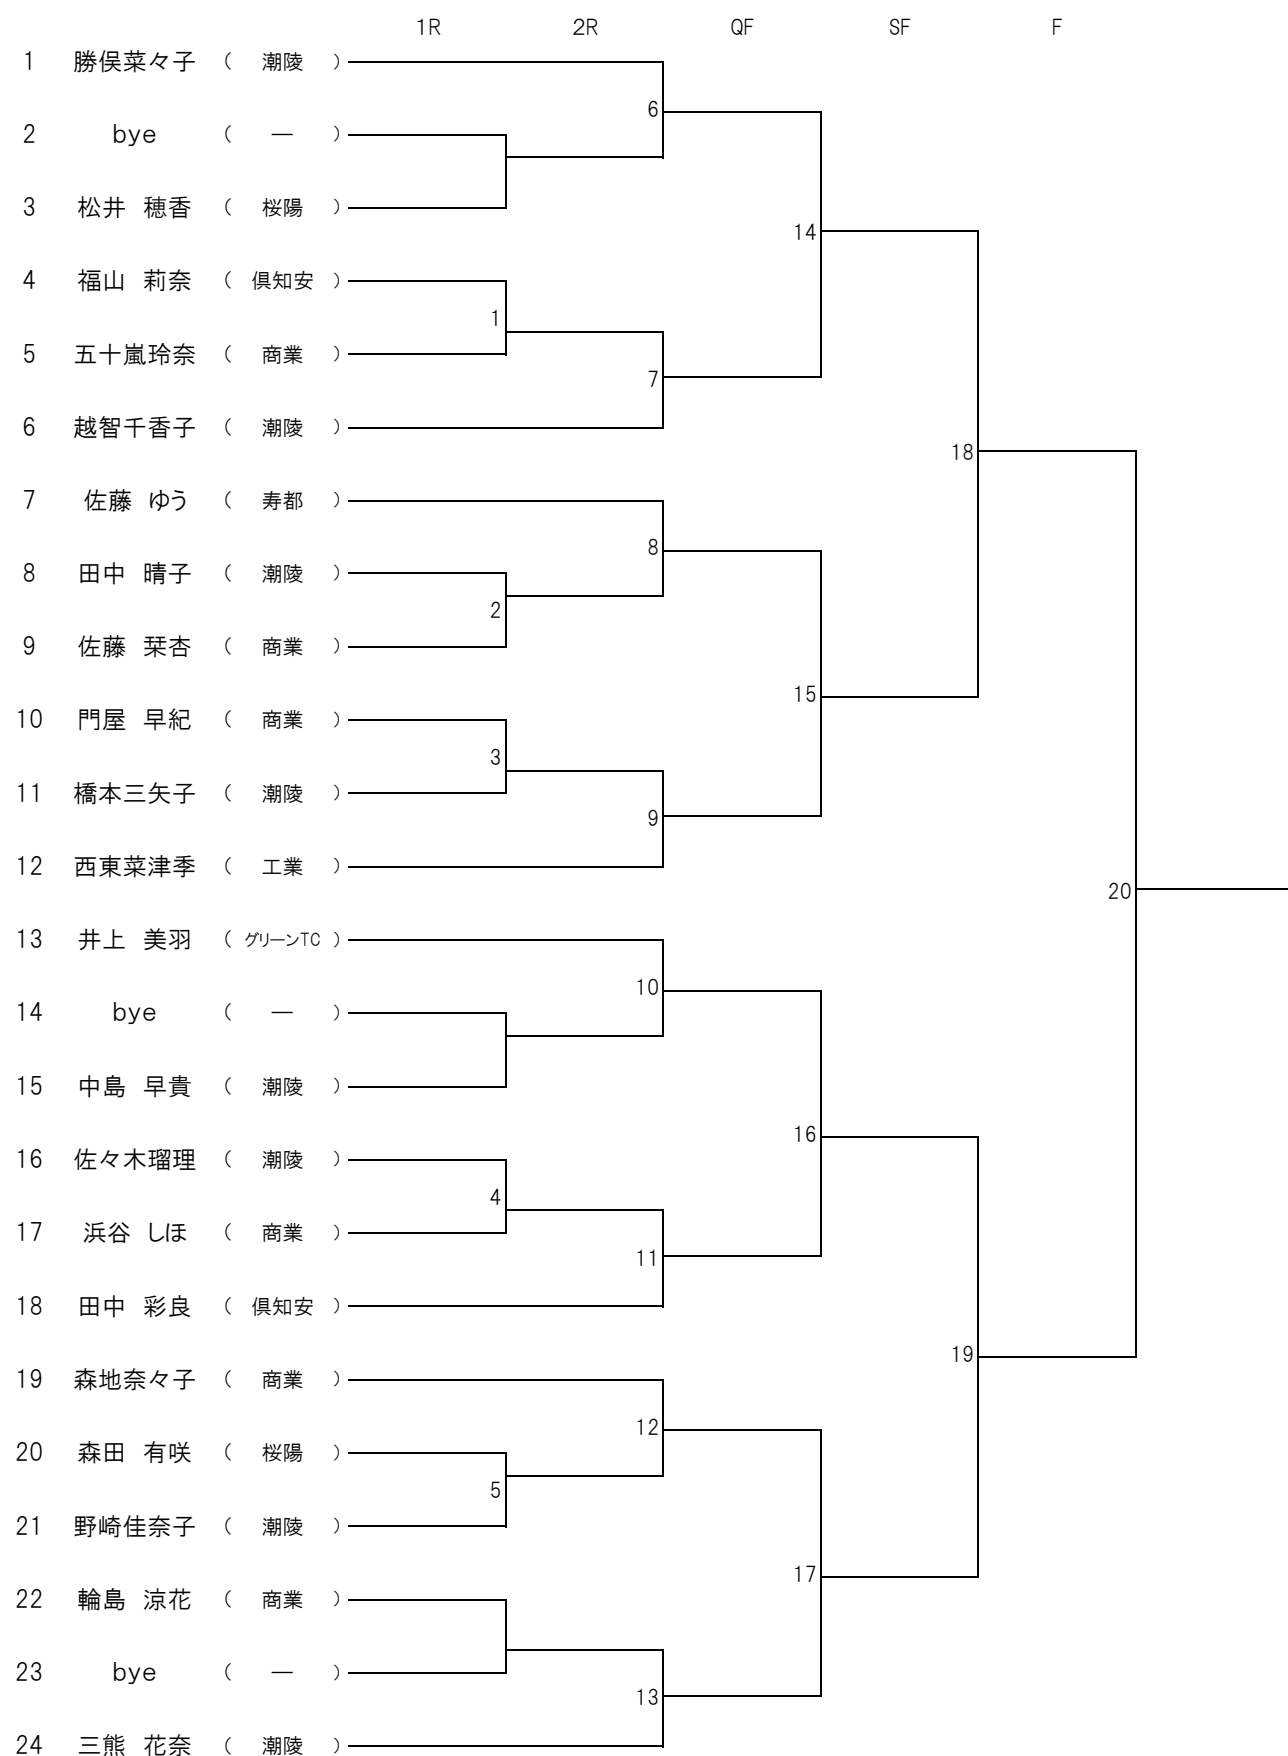 1R 2R QF SF F
1 勝俣菜々子 （ 潮陵 ）
6
2 bye （ ― ）
3 松井 穂香 （ 桜陽 ）
14
4 福山 莉奈 （ 倶知安 ）
1
5 五十嵐玲奈 （ 商業 ）
7
6 越智千香子 （ 潮陵 ）
18
7 佐藤 ゆう （ 寿都 ）
8
8 田中 晴子 （ 潮陵 ）
2
9 佐藤 栞杏 （ 商業 ）
15
10 門屋 早紀 （ 商業 ）
3
11 橋本三矢子 （ 潮陵 ）
9
12 西東菜津季 （ 工業 ）
20
13 井上 美羽 （ グリーンTC ）
10
14 bye （ ― ）
15 中島 早貴 （ 潮陵 ）
16
16 佐々木瑠理 （ 潮陵 ）
4
17 浜谷 しほ （ 商業 ）
11
18 田中 彩良 （ 倶知安 ）
19
19 森地奈々子 （ 商業 ）
12
20 森田 有咲 （ 桜陽 ）
5
21 野崎佳奈子 （ 潮陵 ）
17
22 輪島 涼花 （ 商業 ）
23 bye （ ― ）
13
24 三熊 花奈 （ 潮陵 ）